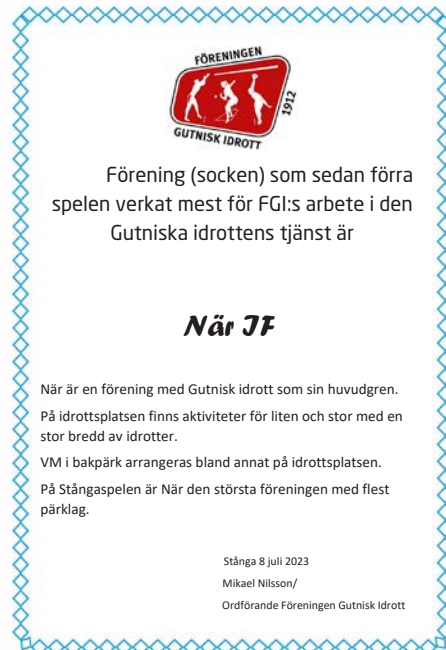 FÖRENINGEN
1912
GUTNISK IDROTT
Förening (socken) som sedan förra
spelen verkat mest för FGI:s arbete i den
Gutniska idrottens tjänst är
När IF
När är en förening med Gutnisk idrott som sin huvudgren.
På idrottsplatsen finns aktiviteter för liten och stor med en
stor bredd av idrotter.
VM i bakpärk arrangeras bland annat på idrottsplatsen.
På Stångaspelen är När den största föreningen med flest
pärklag.
Stånga 8 juli 2023
Mikael Nilsson/
Ordförande Föreningen Gutnisk Idrott